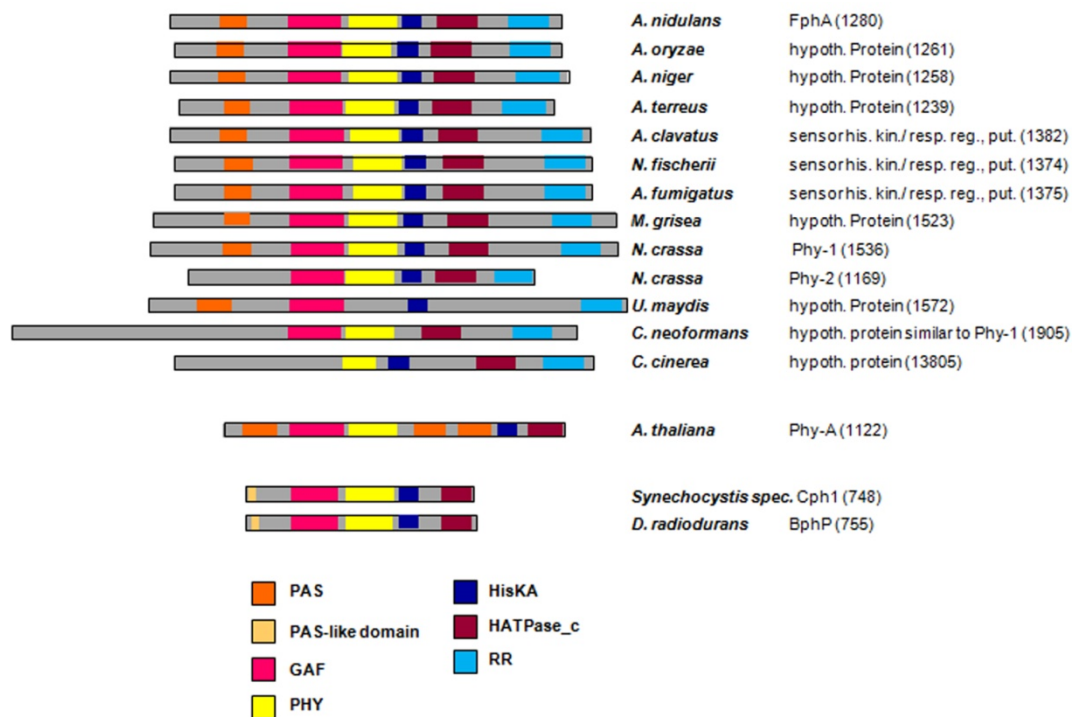 A. nidulans FphA (1280)
A. oryzae hypoth. Protein (1261)
A. niger hypoth. Protein (1258)
A. terreus hypoth. Protein (1239)
A. clavatus sensor his. kin./ resp. reg., put. (1382)
N. fischerii sensor his. kin./ resp. reg., put. (1374)
A. fumigatus sensor his. kin./ resp. reg., put. (1375)
M. grisea hypoth. Protein (1523)
N. crassa Phy-1 (1536)
N. crassa Phy-2 (1169)
U. maydis hypoth. Protein (1572)
C. neoformans hypoth. protein similar to Phy-1 (1905)
C. cinerea hypoth. protein (13805)
A. thaliana Phy-A (1122)
Synechocystis spec. Cph1 (748)
D. radiodurans BphP (755)
PAS HisKA
PAS-like domain HATPase_c
GAF RR
PHY